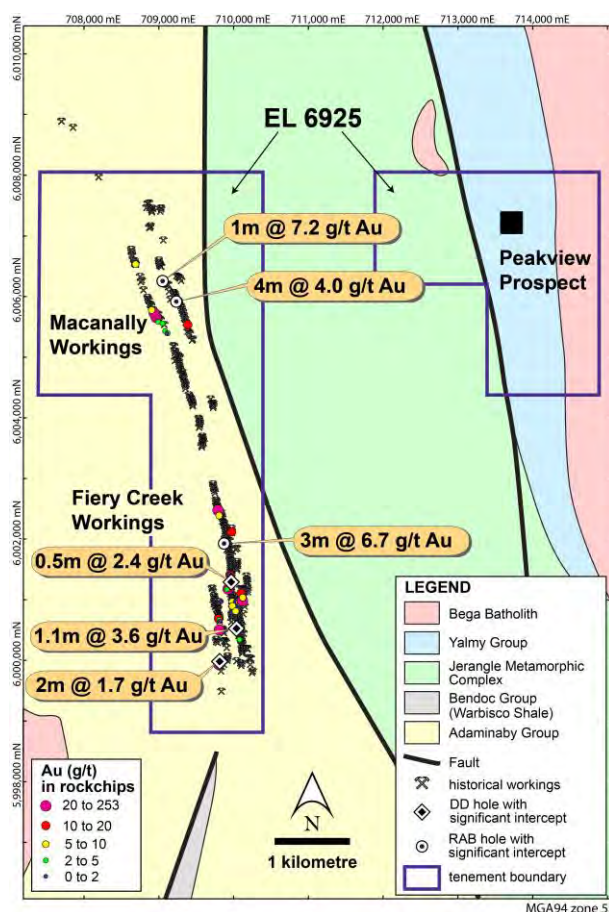 708,000 mE 709,000 mE 710,000 mE 712,000 mE 713,000 mE 714,000 mE
6,010,000 mN
6,008,000 mN
6,006,000 mN
6,004,000 mN
6,002,000 mN
6,000,000 mN
5,998,000 mN
EL 6925
1m @ 7.2 g/t Au
4m @ 4.0 g/t Au
Peakview
Prospect
Macanally
Workings
Fiery Creek
Workings
3m @ 6.7 g/t Au
0.5m @ 2.4 g/t Au
1.1m @ 3.6 g/t Au
2m @ 1.7 g/t Au
Au (g/t)
in rockchips
20 to 253
10 to 20
5 to 10
2 to 5
0 to 2
N
1 kilometre
LEGEND
Bega Batholith
Yalmy Group
Jerangle Metamorphic
Complex
Bendoc Group
(Warbisco Shale)
Adaminaby Group
Fault
historical workings
DD hole with
significant intercept
RAB hole with
significant intercept
tenement boundary
MGA94 zone 5